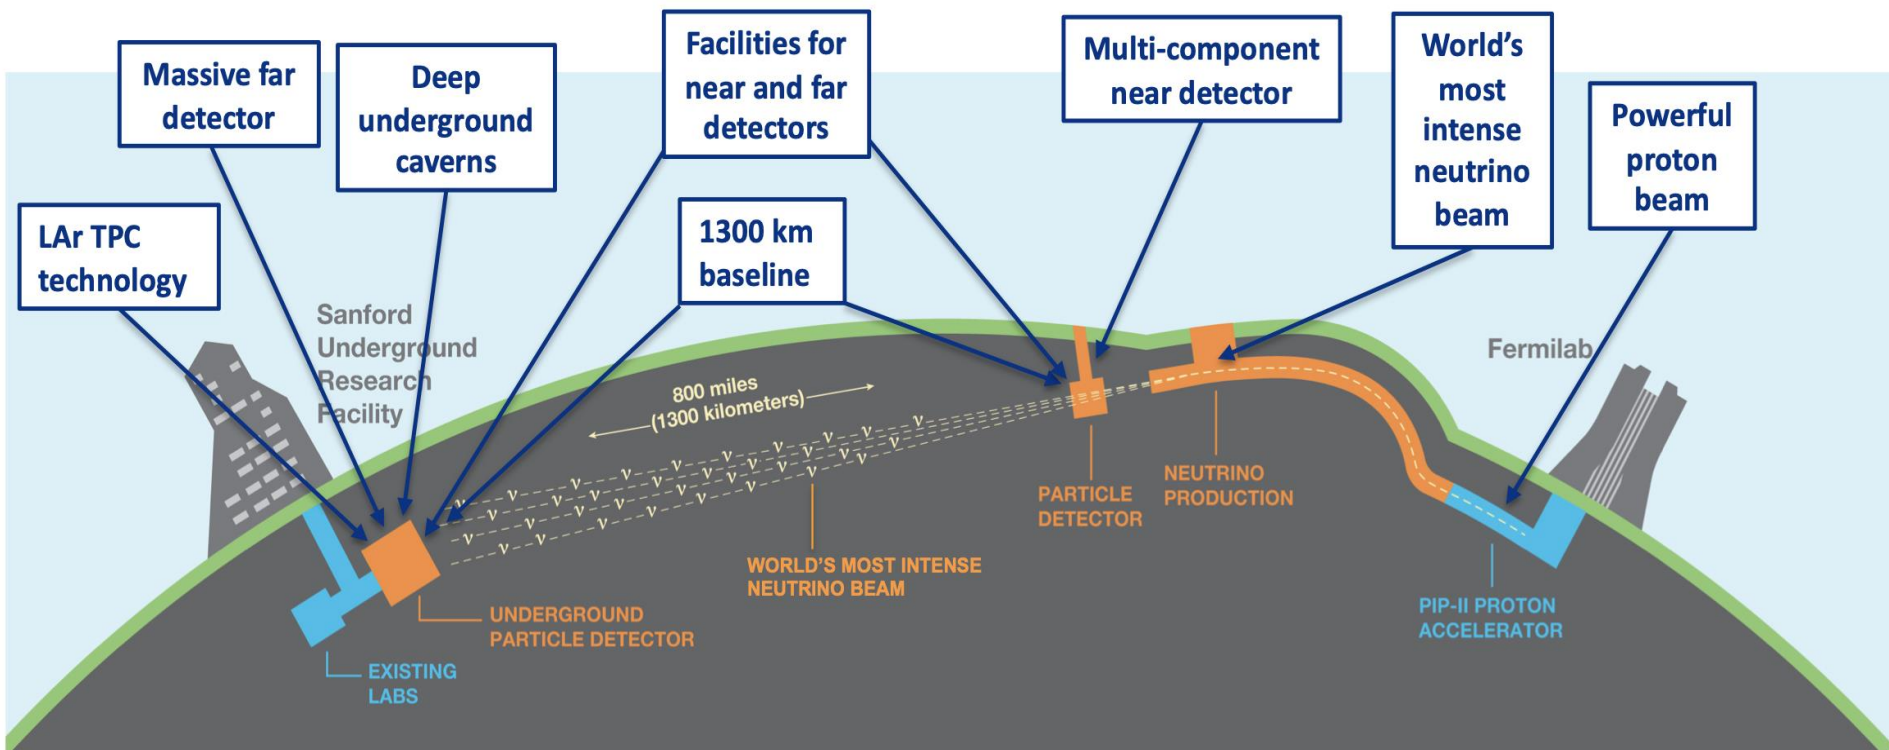 Massive far
detector
Deep
underground
caverns
Facilities for
near and far
detectors
Multi-component
near detector
World’s
most
intense
neutrino
beam
Powerful
proton
beam
LAr TPC
technology
1300 km
baseline
Sanford
Underground
Research
Facility
Fermilab
800 miles
(1300 kilometers)
ν ν ν ν ν ν ν ν ν ν
ν ν ν ν ν ν ν ν ν
ν ν ν ν ν ν ν ν
ν ν ν ν ν ν ν ν
PARTICLE
DETECTOR
NEUTRINO
PRODUCTION
WORLD’S MOST INTENSE
NEUTRINO BEAM
UNDERGROUND
PARTICLE DETECTOR
PIP-II PROTON
ACCELERATOR
EXISTING
LABS